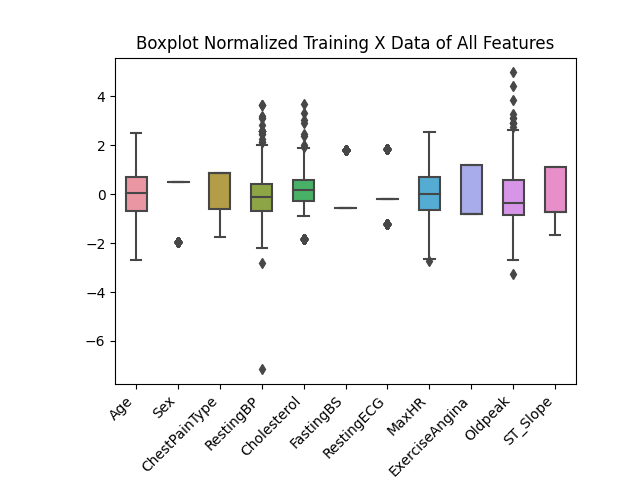 Boxplot Normalized Training X Data of All Features
4
2
0
−2
−4
−6
Age
Sex
ChestPainType
RestingBP
Cholesterol
FastingBS
RestingECG
MaxHR
ExerciseAngina
Oldpeak
ST_Slope